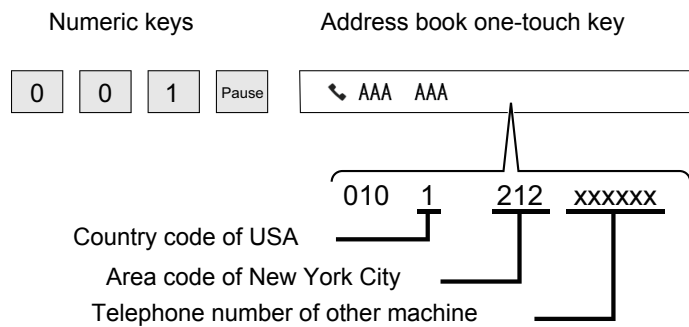 Numeric keys Address book one-touch key
0 0 1 Pause AAA AAA
010 1 212 xxxxxx
Country code of USA
Area code of New York City
Telephone number of other machine